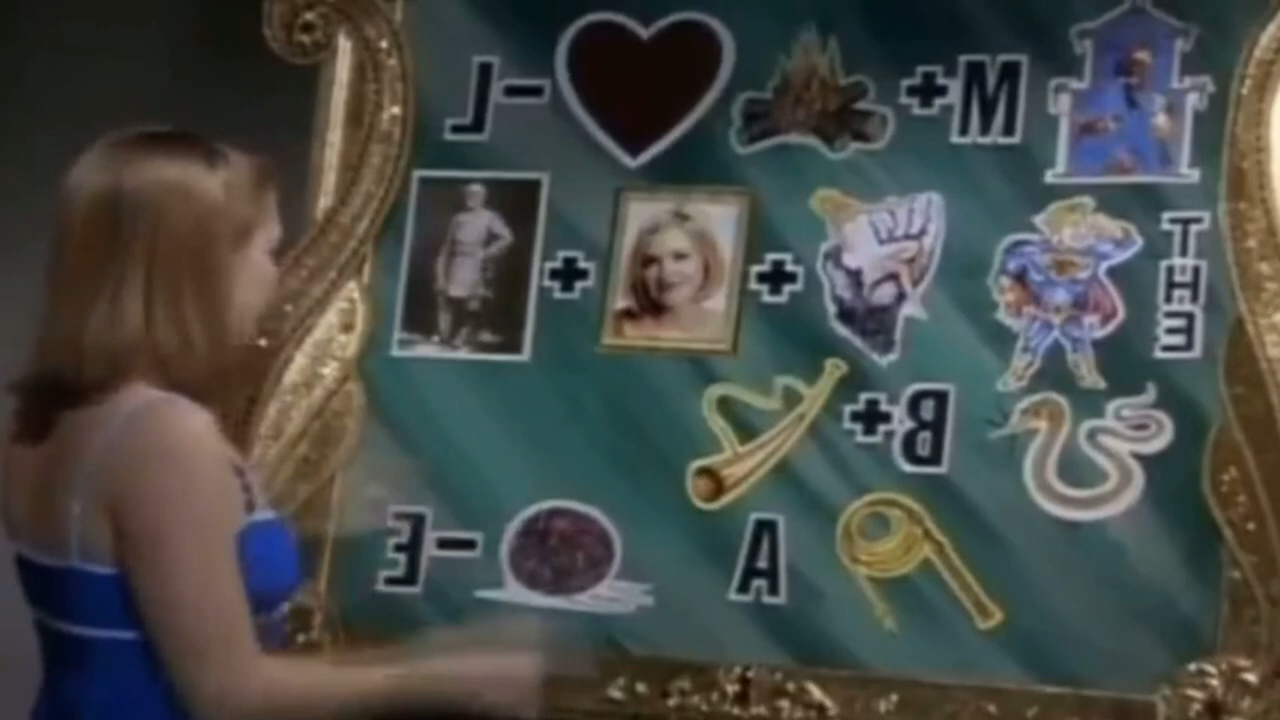 M+ -L
THE + +
B+
A -E